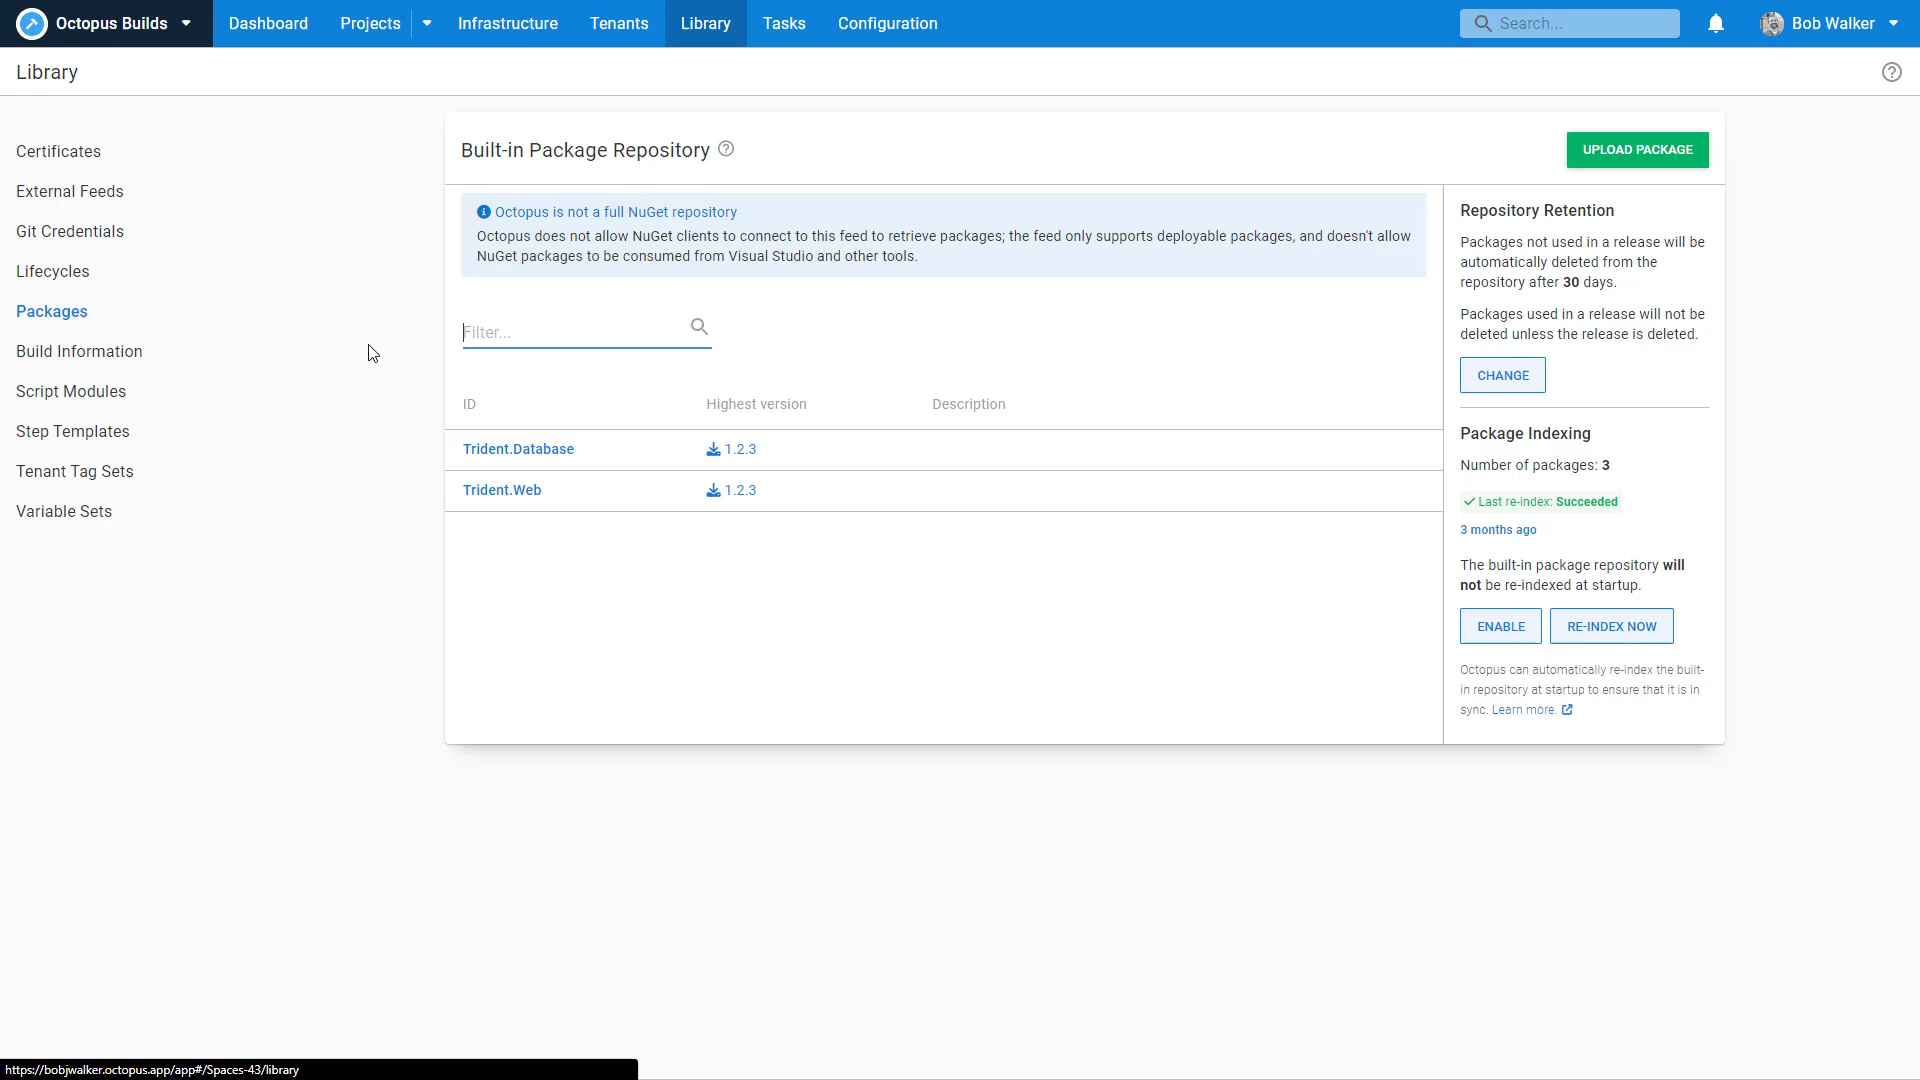 Octopus Builds
Dashboard
Projects
Infrastructure
Tenants
Library
Tasks
Configuration
Search...
Bob Walker
Library
Certificates
External Feeds
Git Credentials
Lifecycles
Packages
Build Information
Script Modules
Step Templates
Tenant Tag Sets
Variable Sets
Built-in Package Repository
UPLOAD PACKAGE
Octopus is not a full NuGet repository
Octopus does not allow NuGet clients to connect to this feed to retrieve packages; the feed only supports deployable packages, and doesn't allow
NuGet packages to be consumed from Visual Studio and other tools.
Filter...
ID
Highest version
Description
Trident.Database
1.2.3
Trident.Web
1.2.3
Repository Retention
Packages not used in a release will be
automatically deleted from the
repository after 30 days.
Packages used in a release will not be
deleted unless the release is deleted.
CHANGE
Package Indexing
Number of packages: 3
Last re-index: Succeeded
3 months ago
The built-in package repository will
not be re-indexed at startup.
ENABLE
RE-INDEX NOW
Octopus can automatically re-index the built-
in repository at startup to ensure that it is in
sync. Learn more.
https://bobjwalker.octopus.app/app#/Spaces-43/library